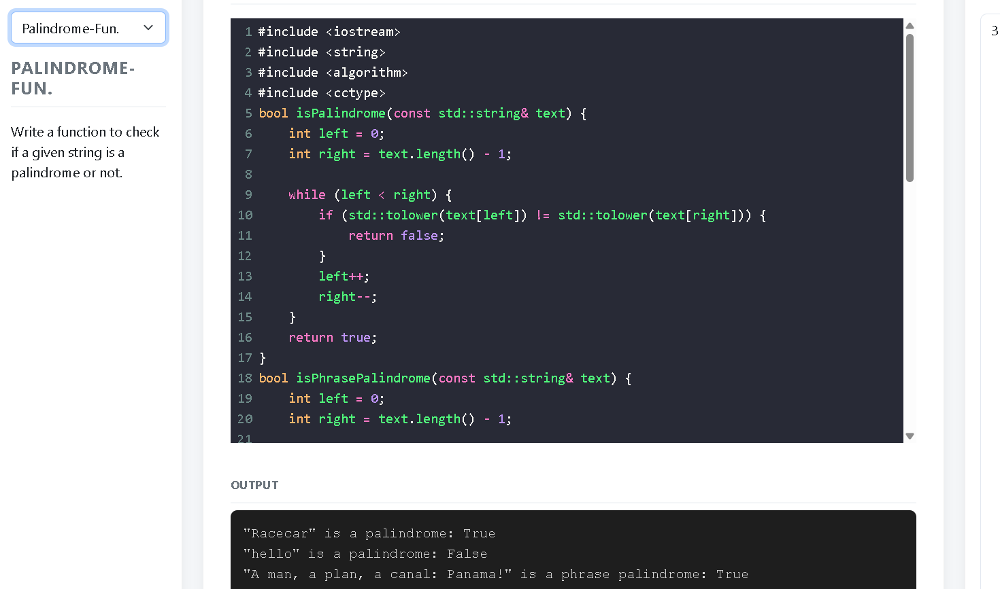 Palindrome-Fun.
PALINDROME-
FUN.
Write a function to check
if a given string is a
palindrome or not.
1 #include <iostream>
2 #include <string>
3 #include <algorithm>
4 #include <cctype>
5 bool isPalindrome(const std::string& text) {
6     int left = 0;
7     int right = text.length() - 1;
8
9     while (left < right) {
10         if (std::tolower(text[left]) != std::tolower(text[right])) {
11             return false;
12         }
13         left++;
14         right--;
15     }
16     return true;
17 }
18 bool isPhrasePalindrome(const std::string& text) {
19     int left = 0;
20     int right = text.length() - 1;
21
OUTPUT
"Racecar" is a palindrome: True
"hello" is a palindrome: False
"A man, a plan, a canal: Panama!" is a phrase palindrome: True
3